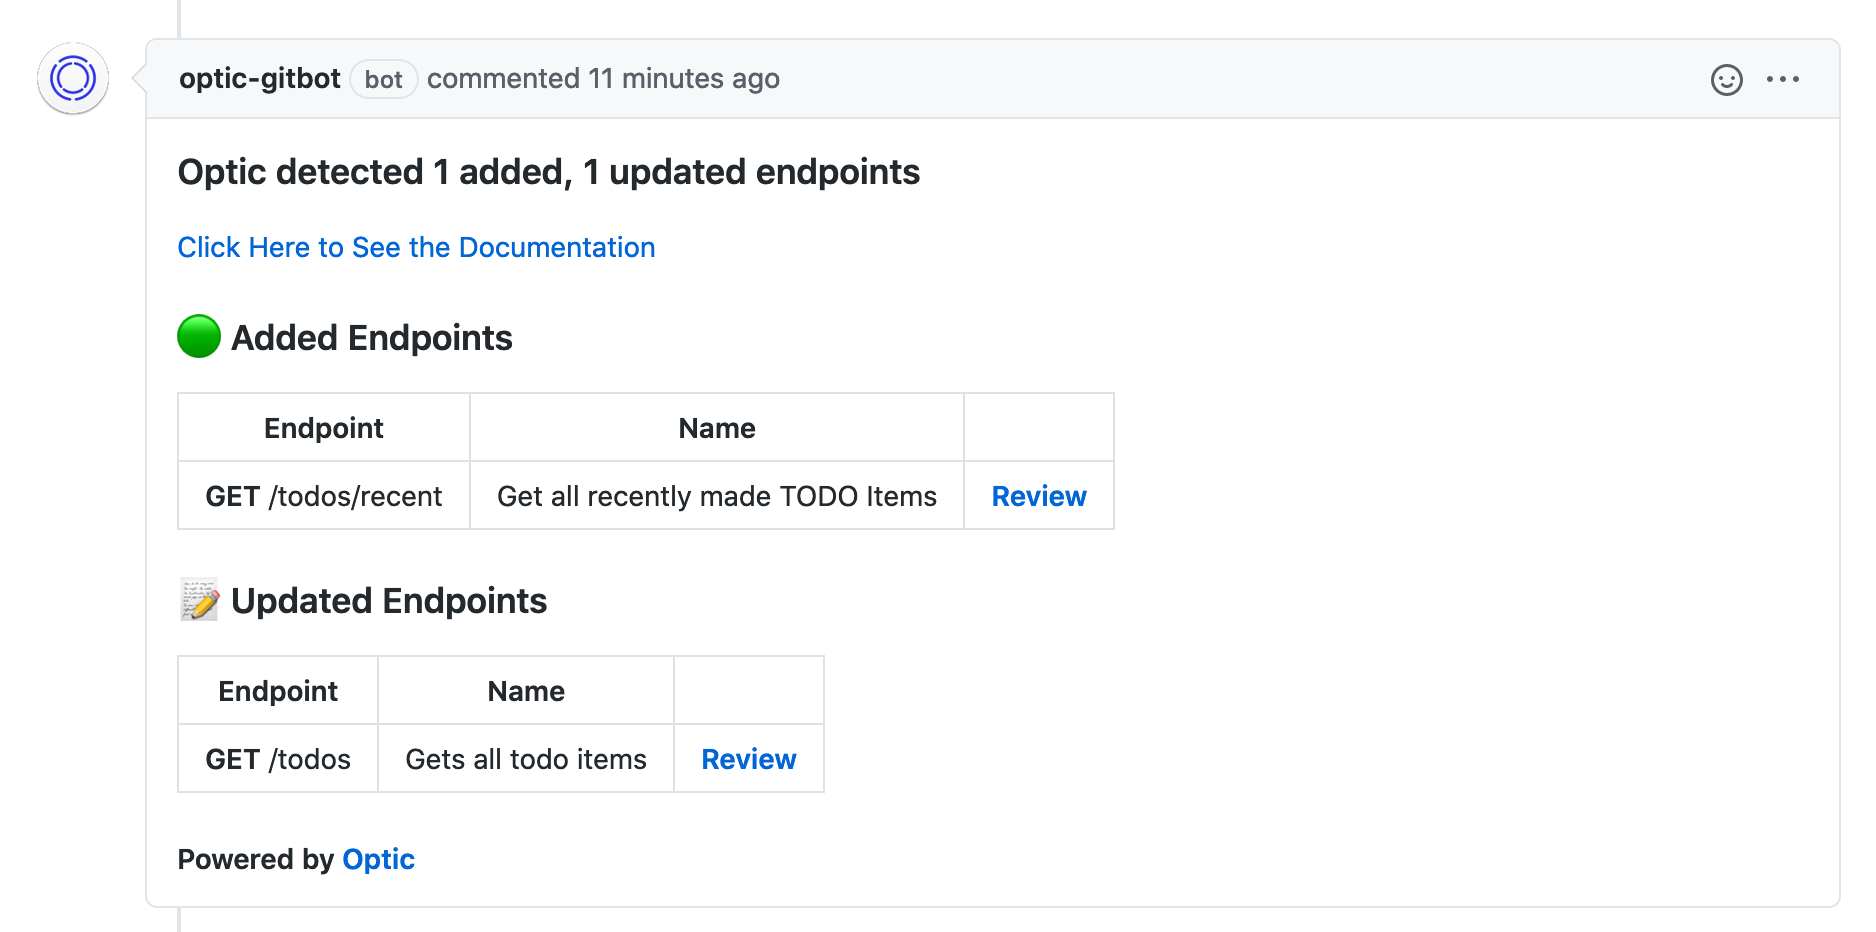 optic-gitbot bot commented 11 minutes ago
Optic detected 1 added, 1 updated endpoints
Click Here to See the Documentation
Added Endpoints
Endpoint Name
GET /todos/recent Get all recently made TODO Items Review
Updated Endpoints
Endpoint Name
GET /todos Gets all todo items Review
Powered by Optic